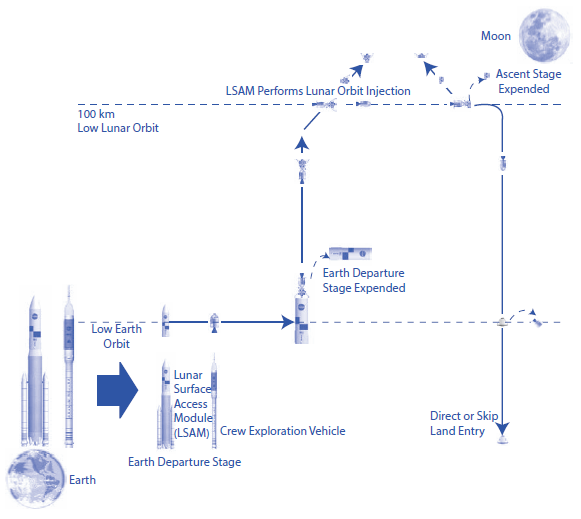 Moon
Ascent Stage
Expended
LSAM Performs Lunar Orbit Injection
100 km
Low Lunar Orbit
Earth Departure
Stage Expended
Low Earth
Orbit
Lunar
Surface
Access
Module
(LSAM)
Crew Exploration Vehicle
Direct or Skip
Land Entry
Earth Departure Stage
Earth